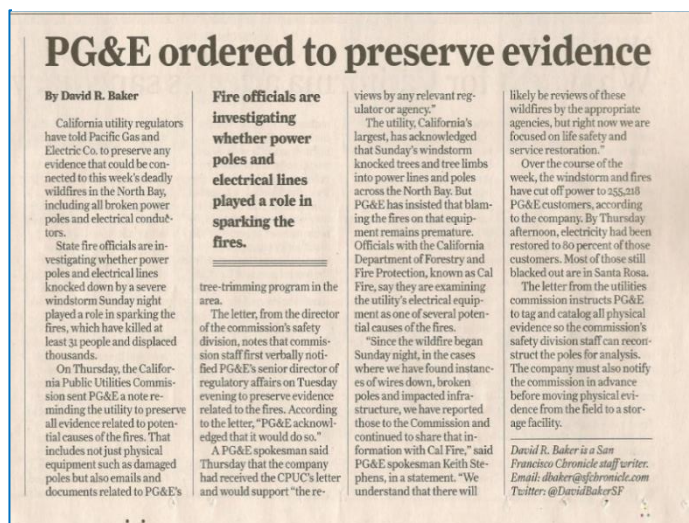 PG&E ordered to preserve evidence
By David R. Baker
California utility regulators
have told Pacific Gas and
Electric Co. to preserve any
evidence that could be con-
nected to this week's deadly
wildfires in the North Bay,
including all broken power
poles and electrical conduc-
tors.
State fire officials are in-
vestigating whether power
poles and electrical lines
knocked down by a severe
windstorm Sunday night
played a role in sparking the
fires, which have killed at
least 31 people and displaced
thousands.
On Thursday, the Califor-
nia Public Utilities Commis-
sion sent PG&E a note re-
minding the utility to preserve
all evidence related to poten-
tial causes of the fires. That
includes not just physical
equipment such as damaged
poles but also emails and
documents related to PG&E's
Fire officials are
investigating
whether power
poles and
electrical lines
played a role in
sparking the
fires.
tree-trimming program in the
area.
The letter, from the director
of the commission's safety
division, notes that commis-
sion staff first verbally noti-
fied PG&E's senior director of
regulatory affairs on Tuesday
evening to preserve evidence
related to the fires. According
to the letter, "PG&E acknowl-
edged that it would do so."
A PG&E spokesman said
Thursday that the company
had received the CPUC's letter
and would support "the re-
views by any relevant reg-
ulator or agency."
The utility, California's
largest, has acknowledged
that Sunday's windstorm
knocked trees and tree limbs
into power lines and poles
across the North Bay. But
PG&E has insisted that blam-
ing the fires on that equip-
ment remains premature.
Officials with the California
Department of Forestry and
Fire Protection, known as Cal
Fire, say they are examining
the utility's electrical equip-
ment as one of several poten-
tial causes of the fires.
"Since the wildfire began
Sunday night, in the cases
where we have found instanc-
es of wires down, broken
poles and impacted infra-
structure, we have reported
those to the Commission and
continued to share that in-
formation with Cal Fire," said
PG&E spokesman Keith Ste-
phens, in a statement. "We
understand that there will
likely be reviews of these
wildfires by the appropriate
agencies, but right now we are
focused on life safety and
service restoration."
Over the course of the
week, the windstorm and fires
have cut off power to 255,218
PG&E customers, according
to the company. By Thursday
afternoon, electricity had been
restored to 80 percent of those
customers. Most of those still
blacked out are in Santa Rosa.
The letter from the utilities
commission instructs PG&E
to tag and catalog all physical
evidence so the commission's
safety division staff can recon-
struct the poles for analysis.
The company must also notify
the commission in advance
before moving physical evi-
dence from the field to a stor-
age facility.
David R. Baker is a San
Francisco Chronicle staff writer.
Email: dbaker@sfchronicle.com
Twitter: @DavidBakerSF